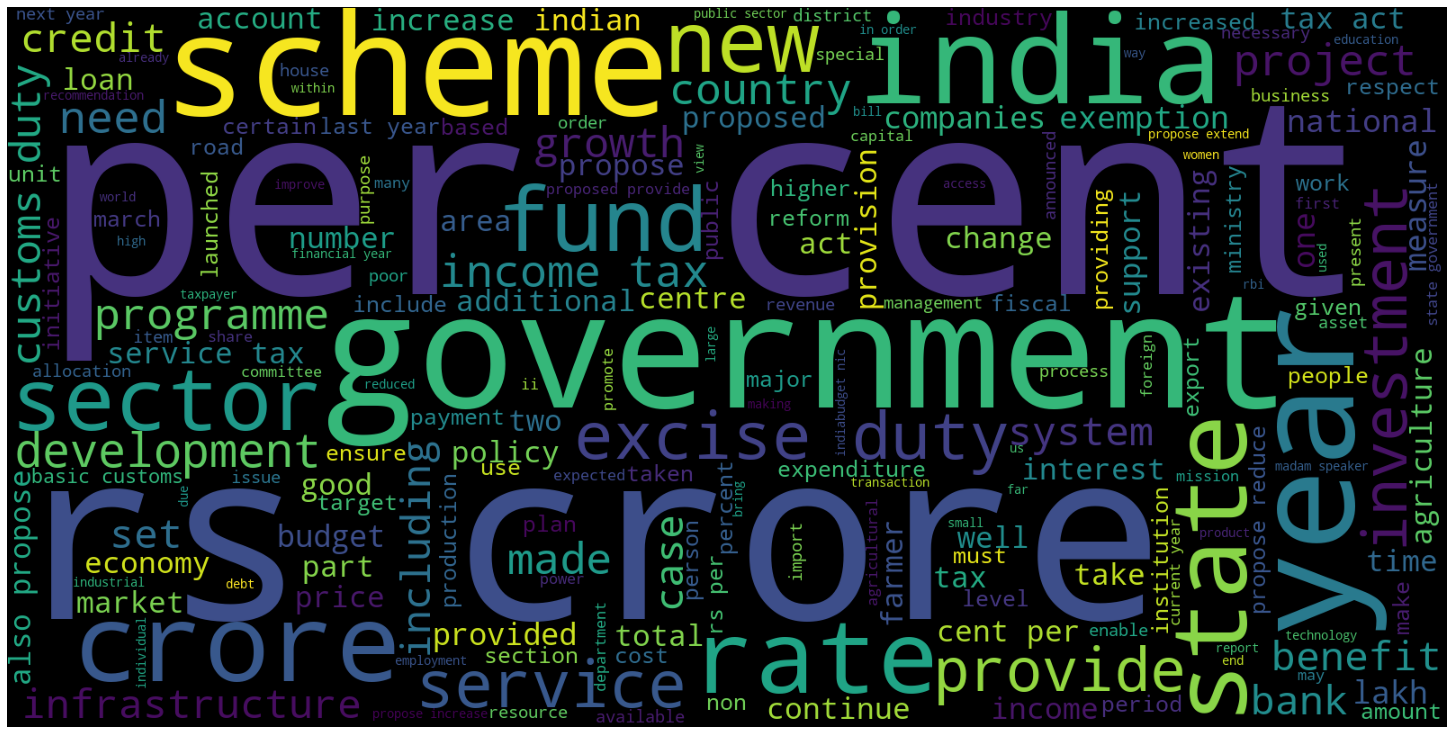 next year
account
increase
indian
public sector
district
industry
increased
tax act
credit
scheme
new
in order
india
way
necessary
education
already
loan
house
within
special
country
project
recommendation
business
respect
customs duty
need
certain
last year
based
order
growth
proposed
bill
companies
exemption
propose extend
national
road
propose
view
capital
women
unit
per cent
world
improve
many
purpose
proposed provide
public
higher
access
announced
work
first
march
launched
number
area
fund
reform
act
provision
change
providing
existing
ministry
one
measure
high
initiative
financial year
poor
income tax
support
used
present
rbi
state government
investment
taxpayer
programme
include
additional
centre
revenue
management
fiscal
given
asset
item
share
service tax
government
large
process
foreign
export
year
people
allocation
committee
reduced
ii
promote
major
making
indiabudget nic
agriculture
sector
payment
two
excise duty
system
us
state
development
ensure
policy
basic customs
issue
use
expected
taken
expenditure
interest
madam speaker
mission
also propose
due
good
target
including
production
percent
bring
transaction
far
institution
current year
propose reduce
rs crore
set
budget
plan
made
case
person
import
small
well
product
time
economy
part
power
agricultural
farmer
must
industrial
debt
market
price
rs per
tax
level
take
make
crore
individual
provided
total
rate
cent per
enable
technology
employment
section
cost
department
provide
report
end
may
benefit
infrastructure
service
propose increase
resource
available
non
continue
income
period
bank
lakh
amount